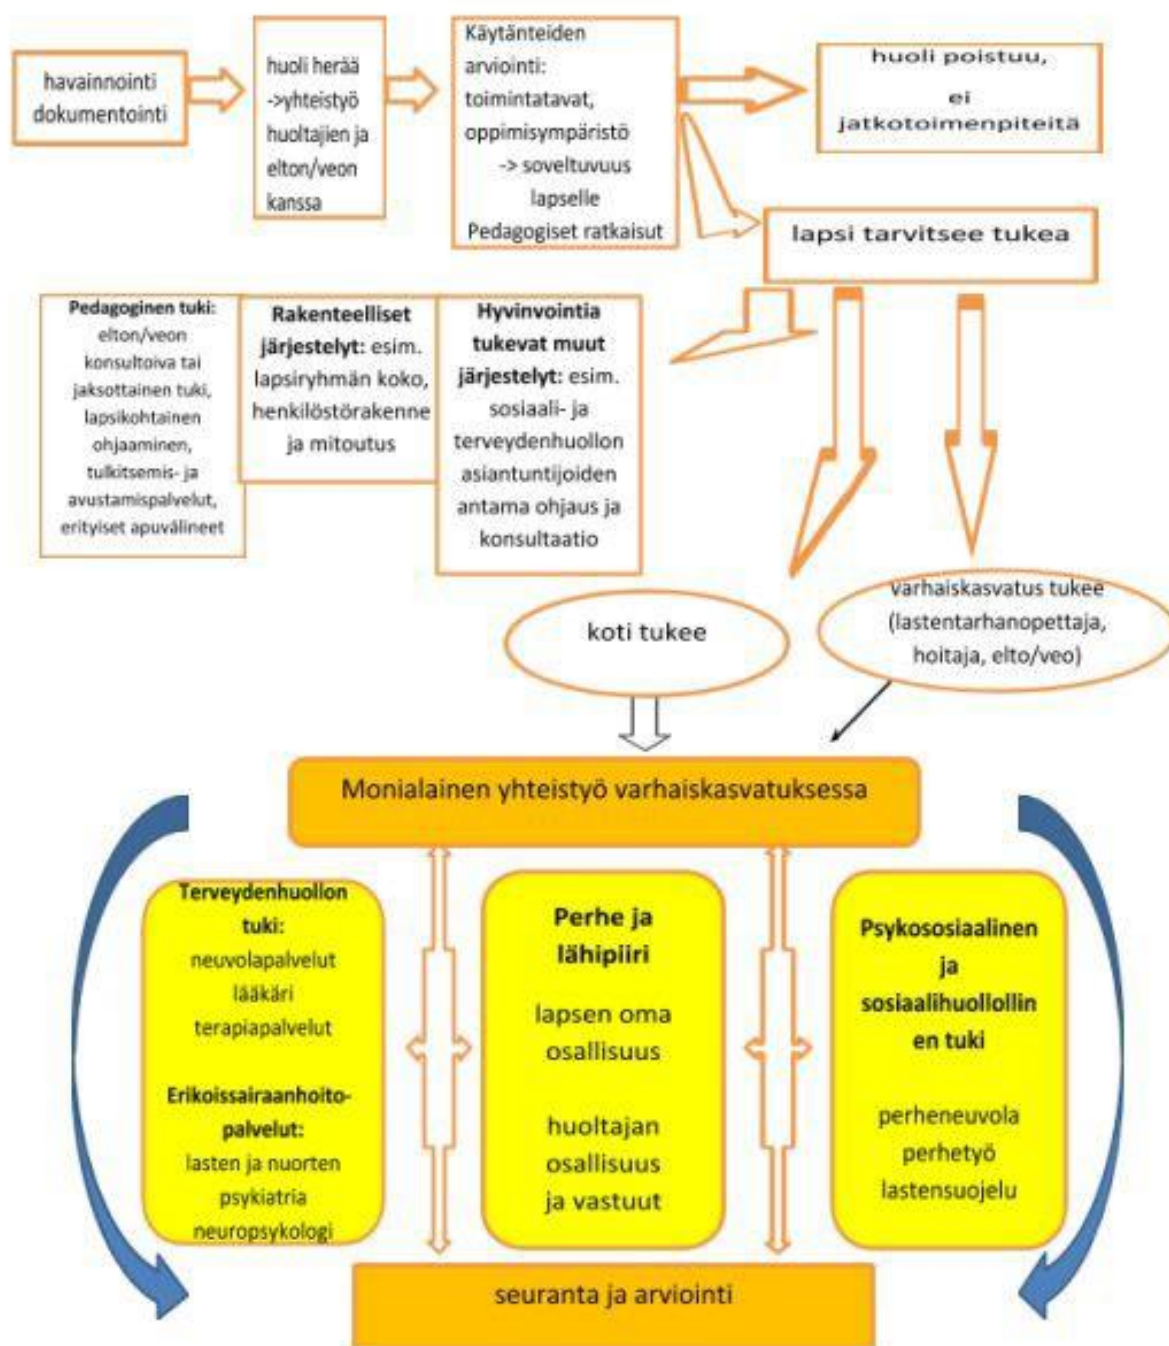 havainnointi
dokumentointi
huoli herää
->yhteistyö
huoltajien ja
elton/veon
kanssa
Käytänteiden
arviointi:
toimintatavat,
oppimisympäristö
-> soveltuvuus
lapselle
Pedagogiset ratkaisut
huoli poistuu,
ei
jatkotoimenpiteitä
lapsi tarvitsee tukea
Pedagoginen tuki:
elton/veon
konsultoiva tai
jaksottainen tuki,
lapsikohtainen
ohjaaminen,
tulkitsemis- ja
avustamispalvelut,
erityiset apuvälineet
Rakenteelliset
järjestelyt: esim.
lapsiryhmän koko,
henkilöstörakenne
ja mitoutus
Hyvinvointia
tukevat muut
järjestelyt: esim.
sosiaali- ja
terveydenhuollon
asiantuntijoiden
antama ohjaus ja
konsultaatio
koti tukee
varhaiskasvatus tukee
(lastentarhanopettaja,
hoitaja, elto/veo)
Monialainen yhteistyö varhaiskasvatuksessa
Terveydenhuollon
tuki:
neuvolapalvelut
lääkäri
terapiapalvelut
Erikoissairaanhoito-
palvelut:
lasten ja nuorten
psykiatria
neuropsykologi
Perhe ja
lähipiiri
lapsen oma
osallisuus
huoltajan
osallisuus
ja vastuut
Psykososiaalinen
ja
sosiaalihuollollin
en tuki
perheneuvola
perhetyö
lastensuojelu
seuranta ja arviointi